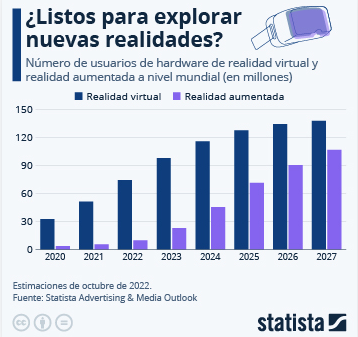 ¿Listos para explorar
nuevas realidades?
Número de usuarios de hardware de realidad virtual y
realidad aumentada a nivel mundial (en millones)
Realidad virtual Realidad aumentada
150
120
90
60
30
0
2020 2021 2022 2023 2024 2025 2026 2027
Estimaciones de octubre de 2022.
Fuente: Statista Advertising & Media Outlook
cc
statista